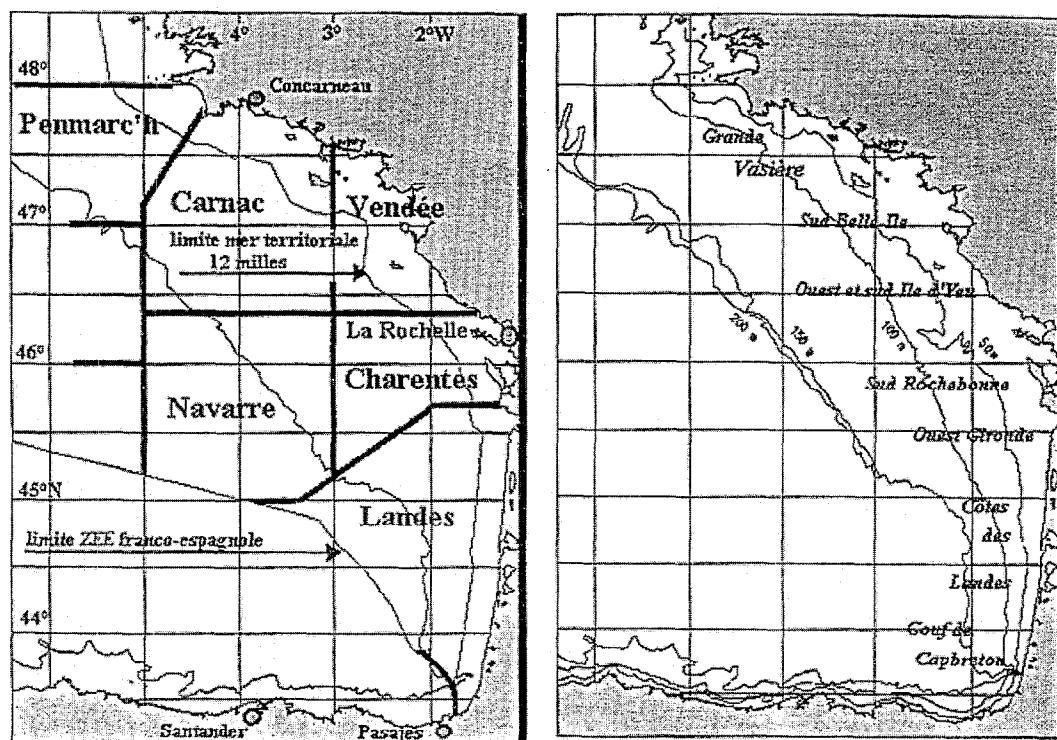 4° 3° 2°W
48°
Concarneau
Penmarc'h
Carnac
Vendée
47°
limite mer territoriale
12 milles
La Rochelle
46°
Charentes
Navarre
45°N
Landes
limite ZEE franco-espagnole
44°
Santander
Pasajes
Grande
Vasière
Sud Belle Ile
Ouest et sud Ile d'Yeu
200 m
150 m
100 m
50m
Sud Rochebonne
Ouest Gironde
Côtes
des
Landes
Gouf de
Capbreton